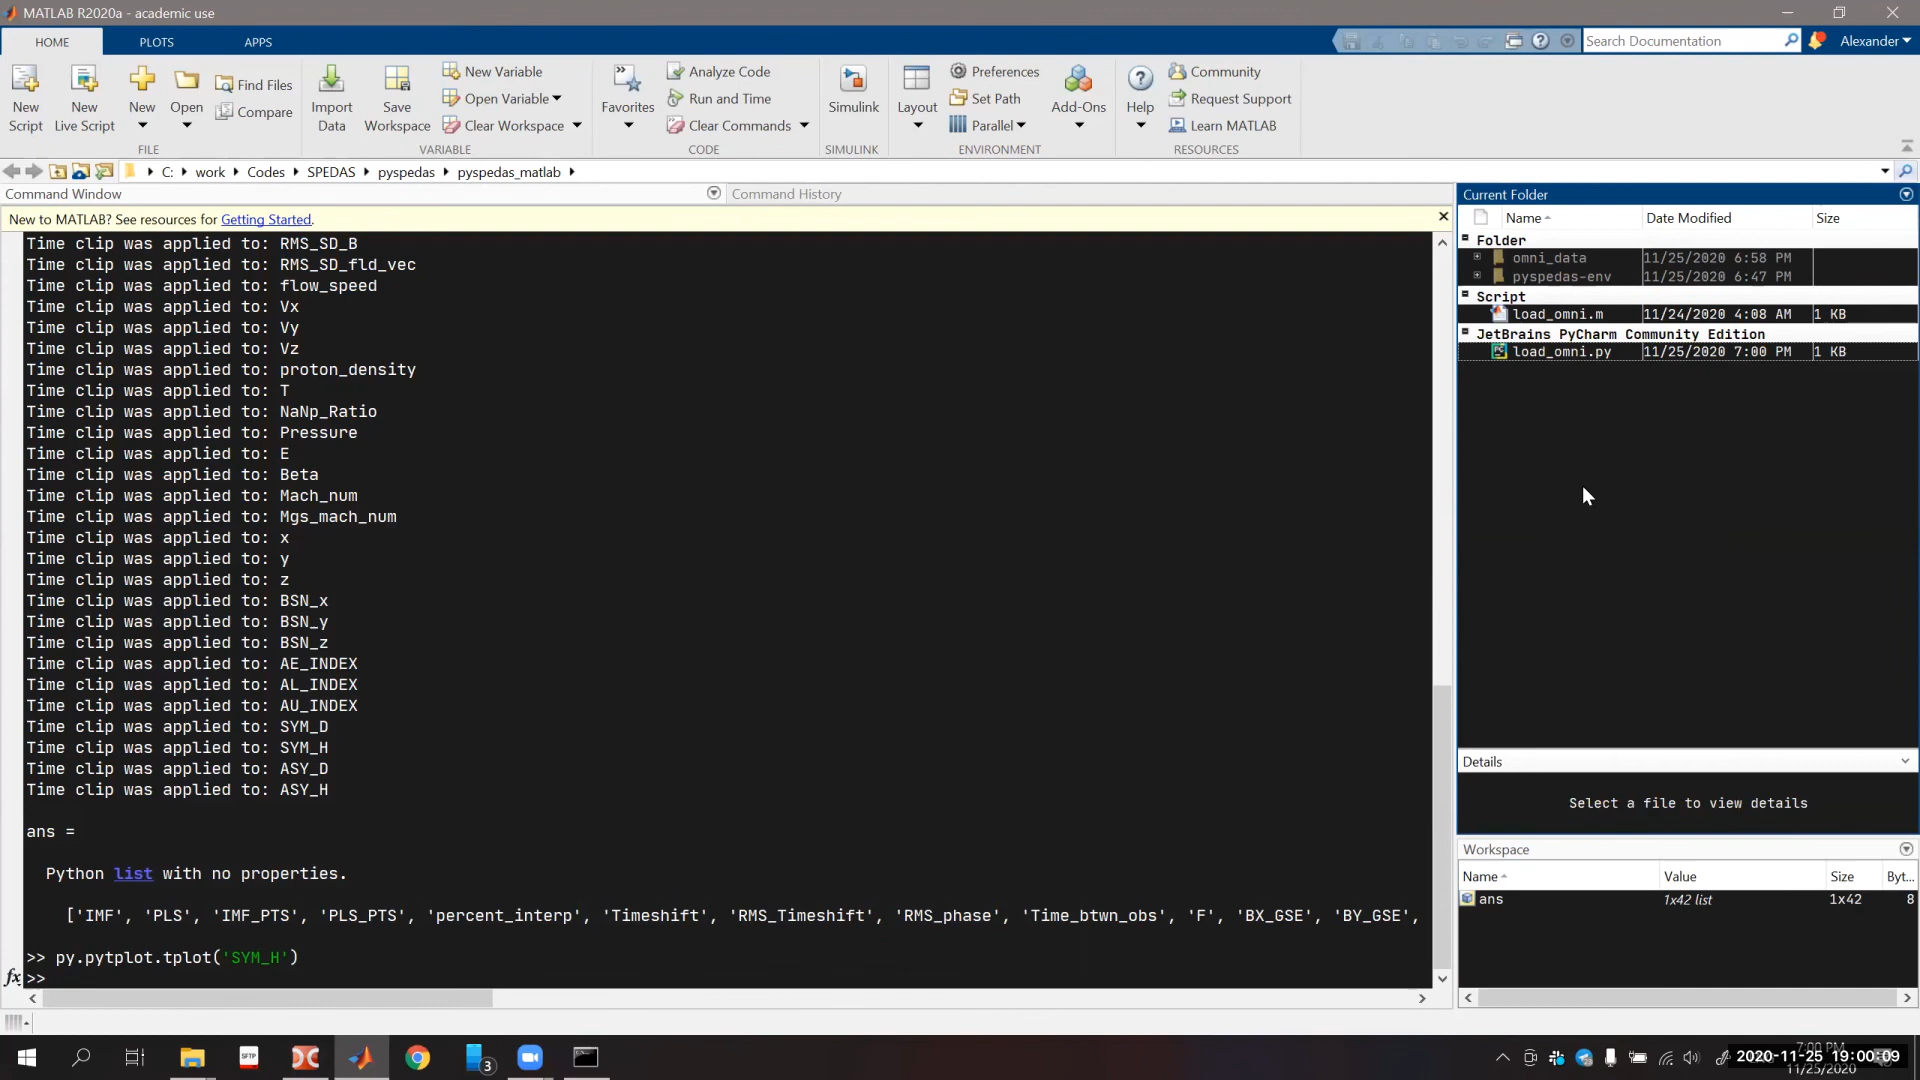 MATLAB R2020a - academic use
HOME PLOTS APPS
Search Documentation
Alexander
New Script
New Live Script
New
Open
Find Files
Compare
Import Data
Save Workspace
New Variable
Open Variable
Clear Workspace
Favorites
Analyze Code
Run and Time
Clear Commands
Simulink
Layout
Preferences
Set Path
Parallel
Add-Ons
Help
Community
Request Support
Learn MATLAB
FILE VARIABLE CODE SIMULINK ENVIRONMENT RESOURCES
C: work Codes SPEDAS pyspedas pyspedas_matlab
Command Window
Command History
New to MATLAB? See resources for Getting Started.
Time clip was applied to: RMS_SD_B
Time clip was applied to: RMS_SD_fld_vec
Time clip was applied to: flow_speed
Time clip was applied to: Vx
Time clip was applied to: Vy
Time clip was applied to: Vz
Time clip was applied to: proton_density
Time clip was applied to: T
Time clip was applied to: NaNp_Ratio
Time clip was applied to: Pressure
Time clip was applied to: E
Time clip was applied to: Beta
Time clip was applied to: Mach_num
Time clip was applied to: Mgs_mach_num
Time clip was applied to: x
Time clip was applied to: y
Time clip was applied to: z
Time clip was applied to: BSN_x
Time clip was applied to: BSN_y
Time clip was applied to: BSN_z
Time clip was applied to: AE_INDEX
Time clip was applied to: AL_INDEX
Time clip was applied to: AU_INDEX
Time clip was applied to: SYM_D
Time clip was applied to: SYM_H
Time clip was applied to: ASY_D
Time clip was applied to: ASY_H
ans =
Python list with no properties.
['IMF', 'PLS', 'IMF_PTS', 'PLS_PTS', 'percent_interp', 'Timeshift', 'RMS_Timeshift', 'RMS_phase', 'Time_btwn_obs', 'F', 'BX_GSE', 'BY_GSE',
>> py.pytplot.tplot('SYM_H')
fx >>
Current Folder
Name Date Modified Size
Folder
omni_data 11/25/2020 6:58 PM
pyspedas-env 11/25/2020 6:47 PM
Script
load_omni.m 11/24/2020 4:08 AM 1 KB
JetBrains PyCharm Community Edition
load_omni.py 11/25/2020 7:00 PM 1 KB
Details
Select a file to view details
Workspace
Name Value Size Byt...
ans 1x42 list 1x42 8
SFTP
3
7:00 PM
2020-11-25 19:00:09
11/25/2020